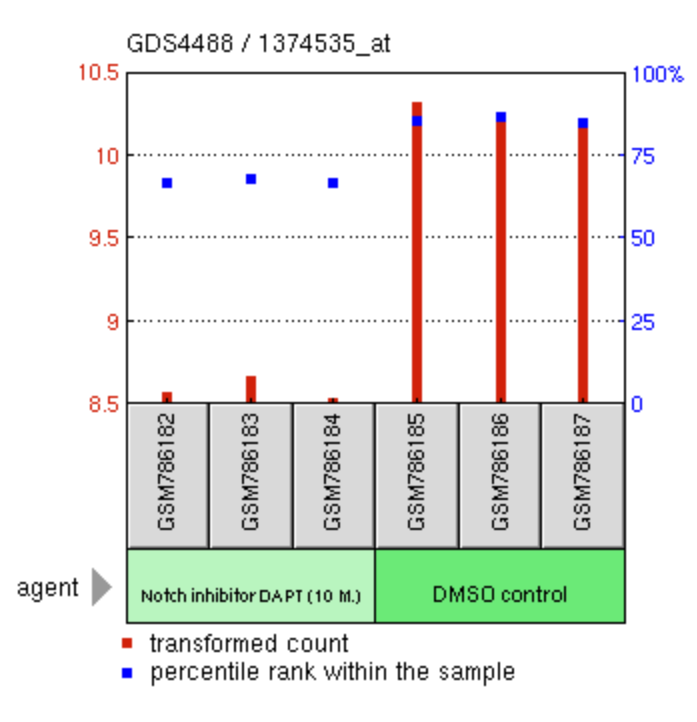 GDS4488 / 1374535_at
10.5
100%
10
75
9.5
50
9
25
8.5
0
GSM786182
GSM786183
GSM786184
GSM786185
GSM786186
GSM786187
agent
Notch inhibitor DAPT (10 M.)
DMSO control
transformed count
percentile rank within the sample